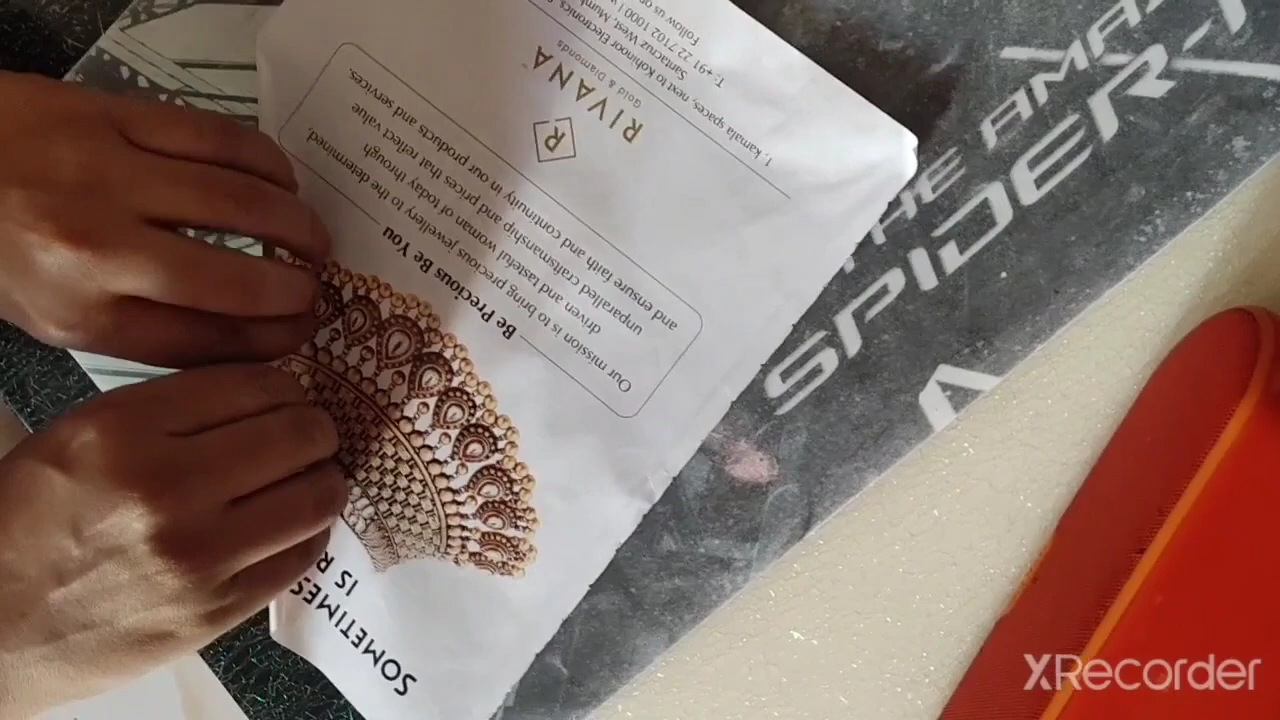 SOMETIMES
IS R
Be Precious Be You
Our mission is to bring precious jewellery to the determined,
driven and tasteful woman of today through
unparalled craftsmanship and prices that reflect value
and ensure faith and continuity in our products and services.
R
RIVANA
Gold & Diamonds
1, kamala spaces, next to Kohinoor Electronics,
Santacruz West,
T:+91 22 7102 1000 |
Follow us
THE
SPIDER-
A
XRecorder